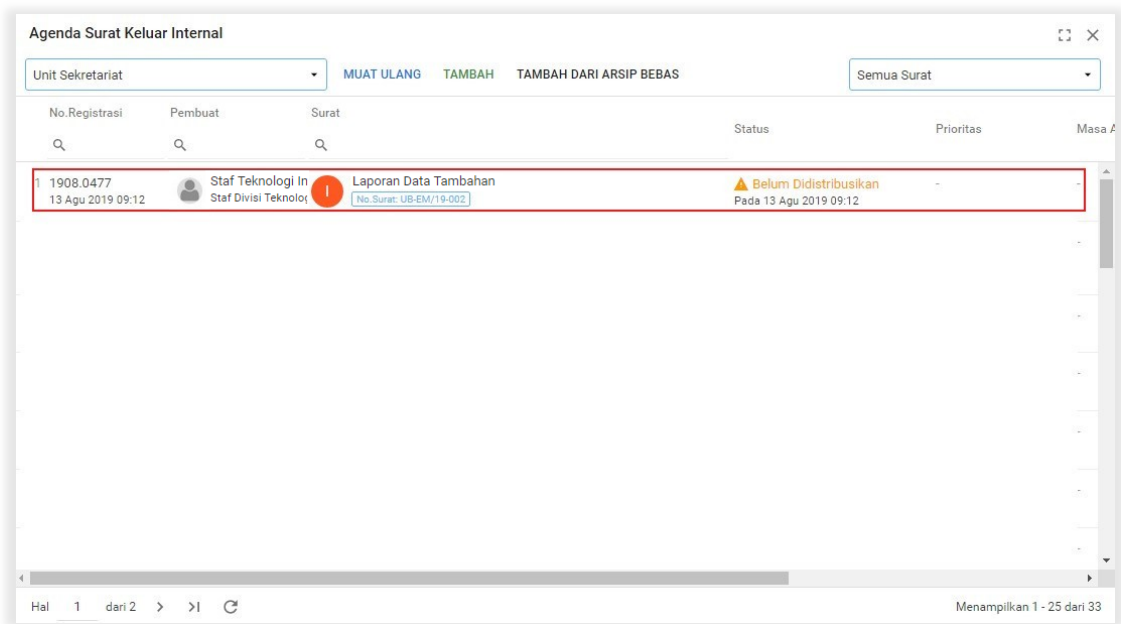 Agenda Surat Keluar Internal
Unit Sekretariat
MUAT ULANG TAMBAH TAMBAH DARI ARSIP BEBAS
Semua Surat
No.Registrasi Pembuat Surat
Status Prioritas Masa A
1 1908.0477 Staf Teknologi In I Laporan Data Tambahan Belum Didistribusikan - -
13 Agu 2019 09:12 Staf Divisi Teknolog No.Surat: UB-EM/19-002 Pada 13 Agu 2019 09:12
-
-
-
-
-
-
Hal 1 dari 2 Menampilkan 1 - 25 dari 33